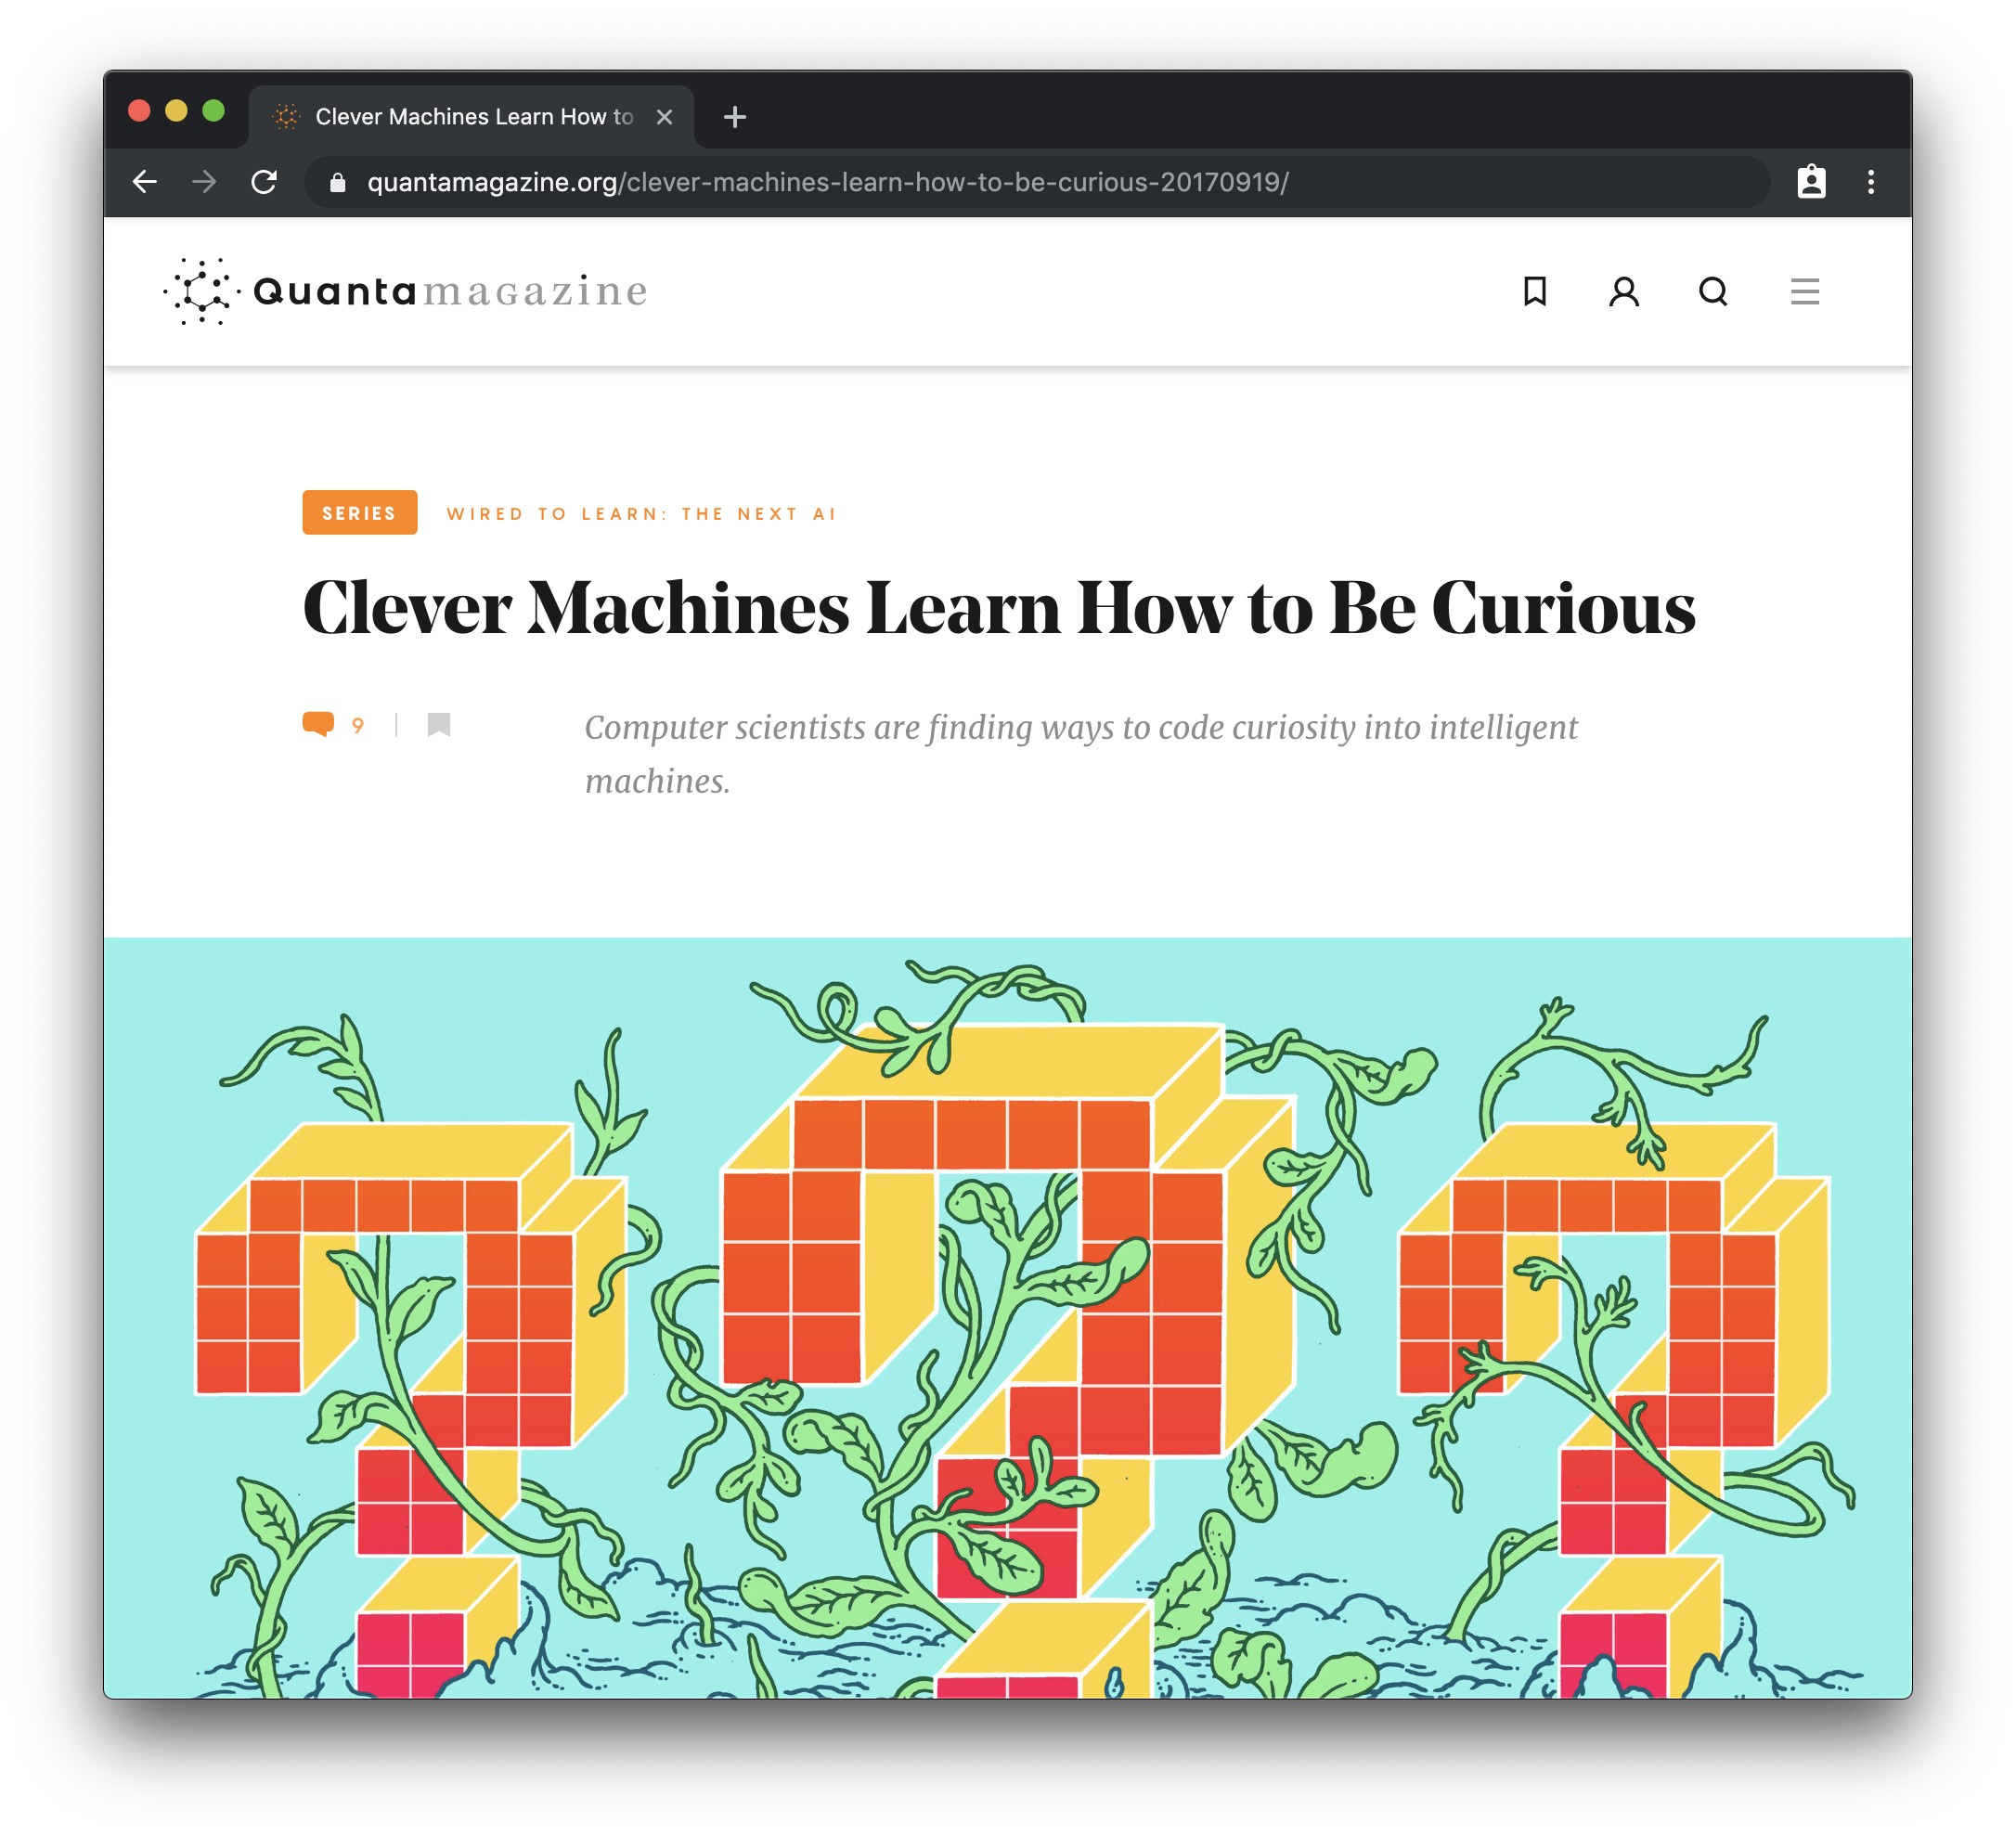 Clever Machines Learn How to
quantamagazine.org/clever-machines-learn-how-to-be-curious-20170919/
Quantamagazine
SERIES WIRED TO LEARN: THE NEXT AI
Clever Machines Learn How to Be Curious
9
Computer scientists are finding ways to code curiosity into intelligent
machines.